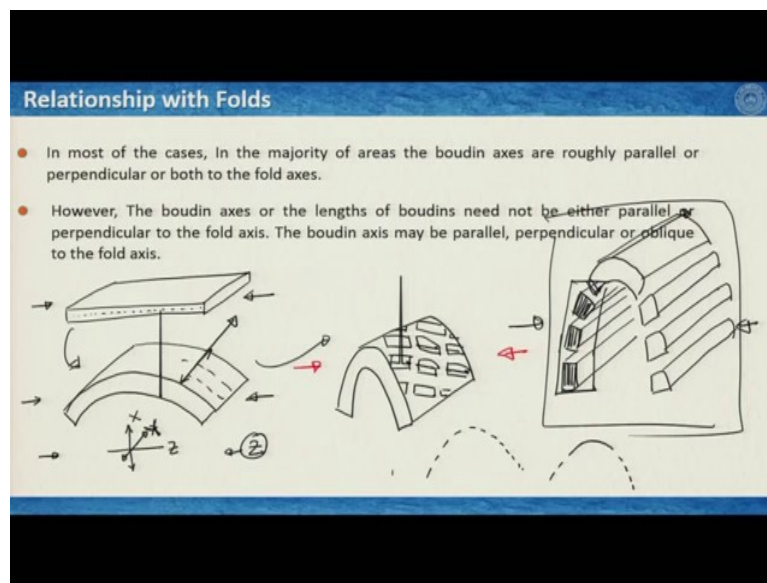 Relationship with Folds
In most of the cases, In the majority of areas the boudin axes are roughly parallel or
perpendicular or both to the fold axes.
However, The boudin axes or the lengths of boudins need not be either parallel or
perpendicular to the fold axis. The boudin axis may be parallel, perpendicular or oblique
to the fold axis.
X
Z
Z